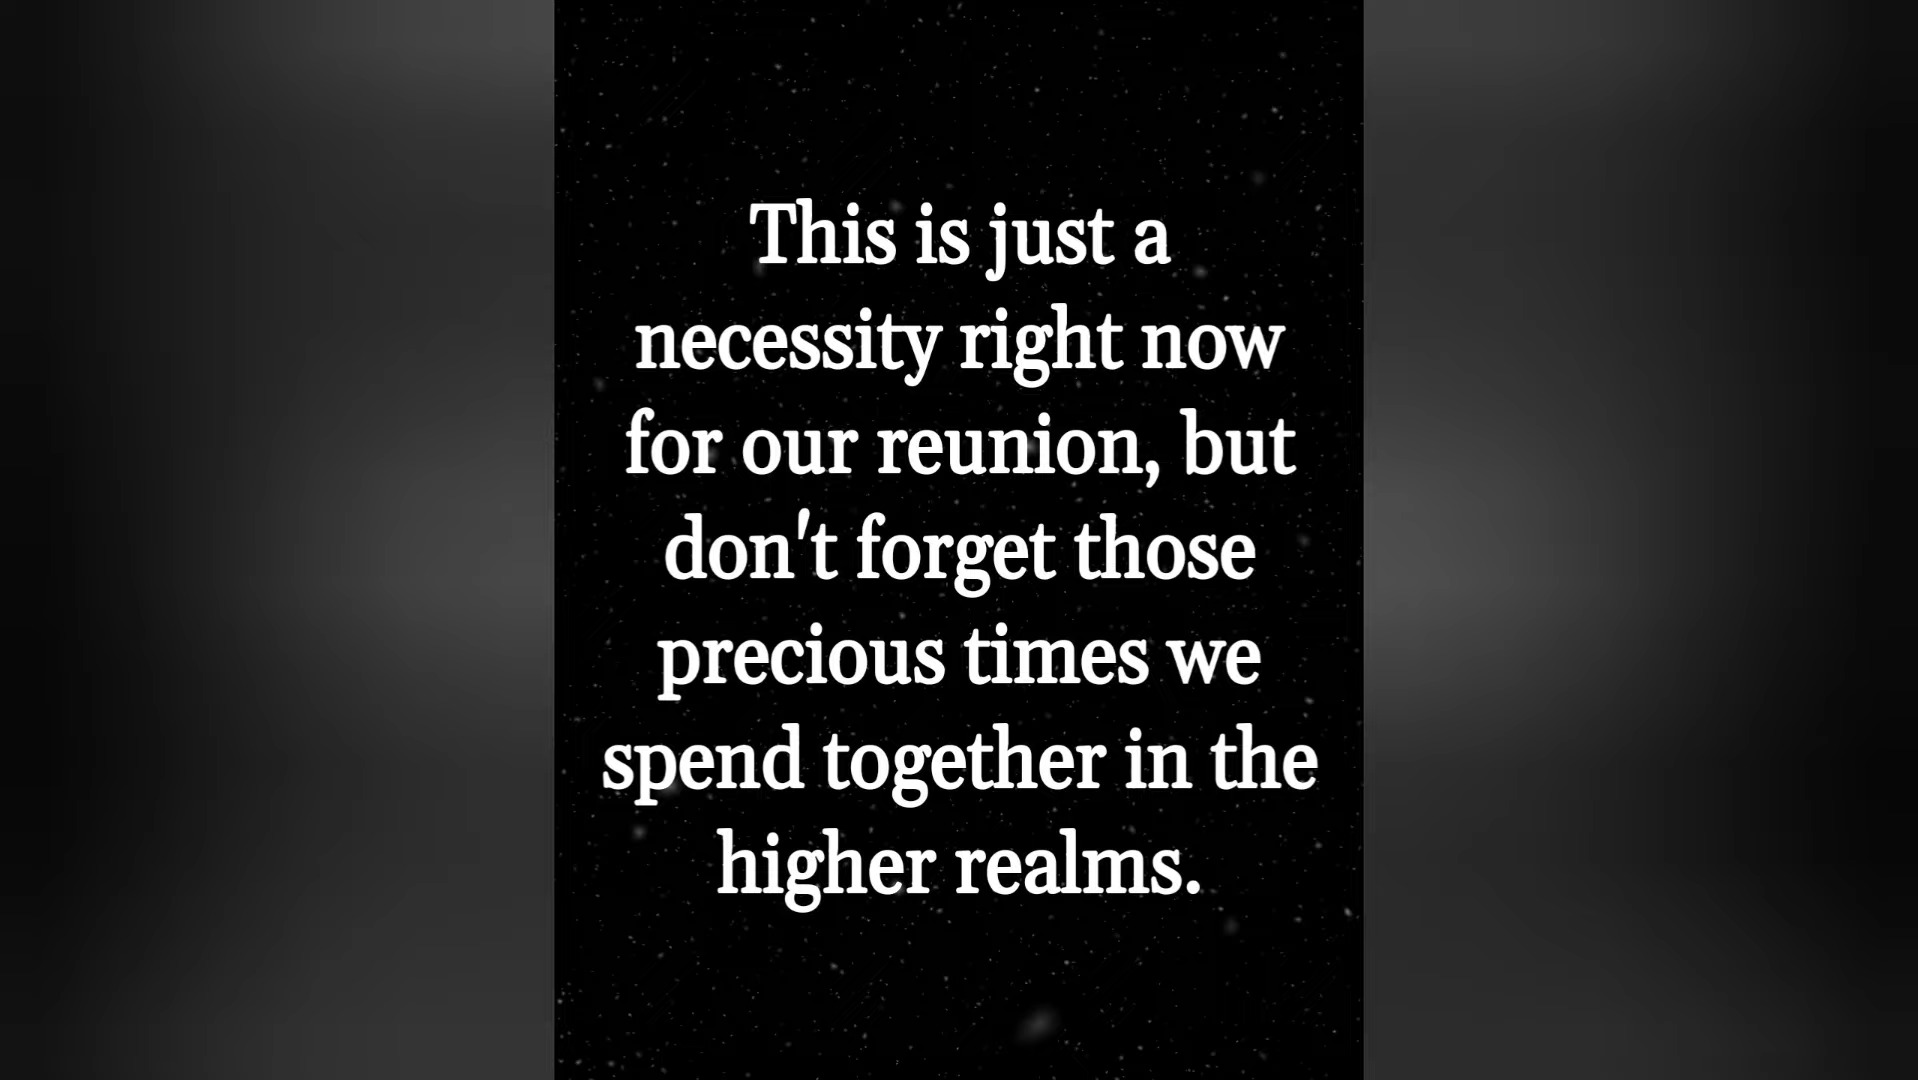 This is just a
necessity right now
for our reunion, but
don't forget those
precious times we
spend together in the
higher realms.